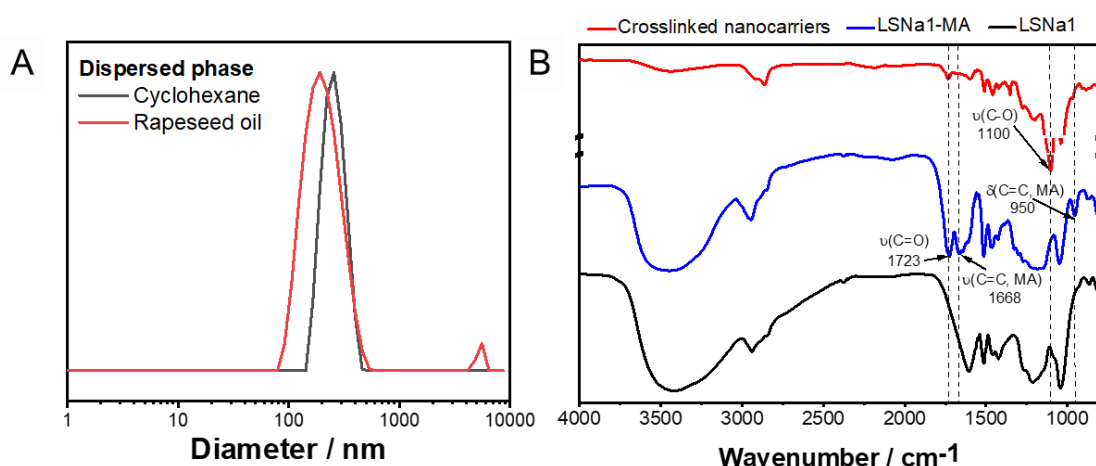 A
Dispersed phase
Cyclohexane
Rapeseed oil
1 10 100 1000 10000
Diameter / nm
B
Crosslinked nanocarriers LSNa1-MA LSNa1
υ(C-O)
1100
δ(C=C, MA)
950
υ(C=O)
1723
υ(C=C, MA)
1668
4000 3500 3000 2500 2000 1500 1000
Wavenumber / cm-1